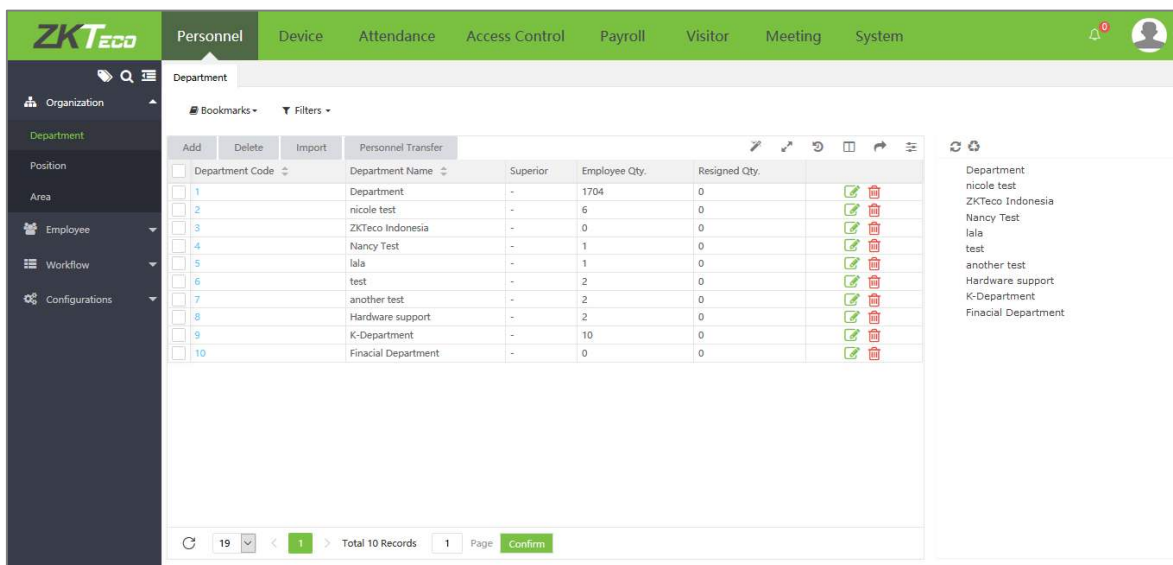 ZKTeco
Personnel Device Attendance Access Control Payroll Visitor Meeting System 0
Department
Organization
Department
Position
Area
Employee
Workflow
Configurations
Bookmarks Filters
Add Delete Import Personnel Transfer
Department Code Department Name Superior Employee Qty. Resigned Qty.
1 Department - 1704 0
2 nicole test - 6 0
3 ZKTeco Indonesia - 0 0
4 Nancy Test - 1 0
5 lala - 1 0
6 test - 2 0
7 another test - 2 0
8 Hardware support - 2 0
9 K-Department - 10 0
10 Finacial Department - 0 0
Department
nicole test
ZKTeco Indonesia
Nancy Test
lala
test
another test
Hardware support
K-Department
Finacial Department
19 < 1 > Total 10 Records 1 Page Confirm